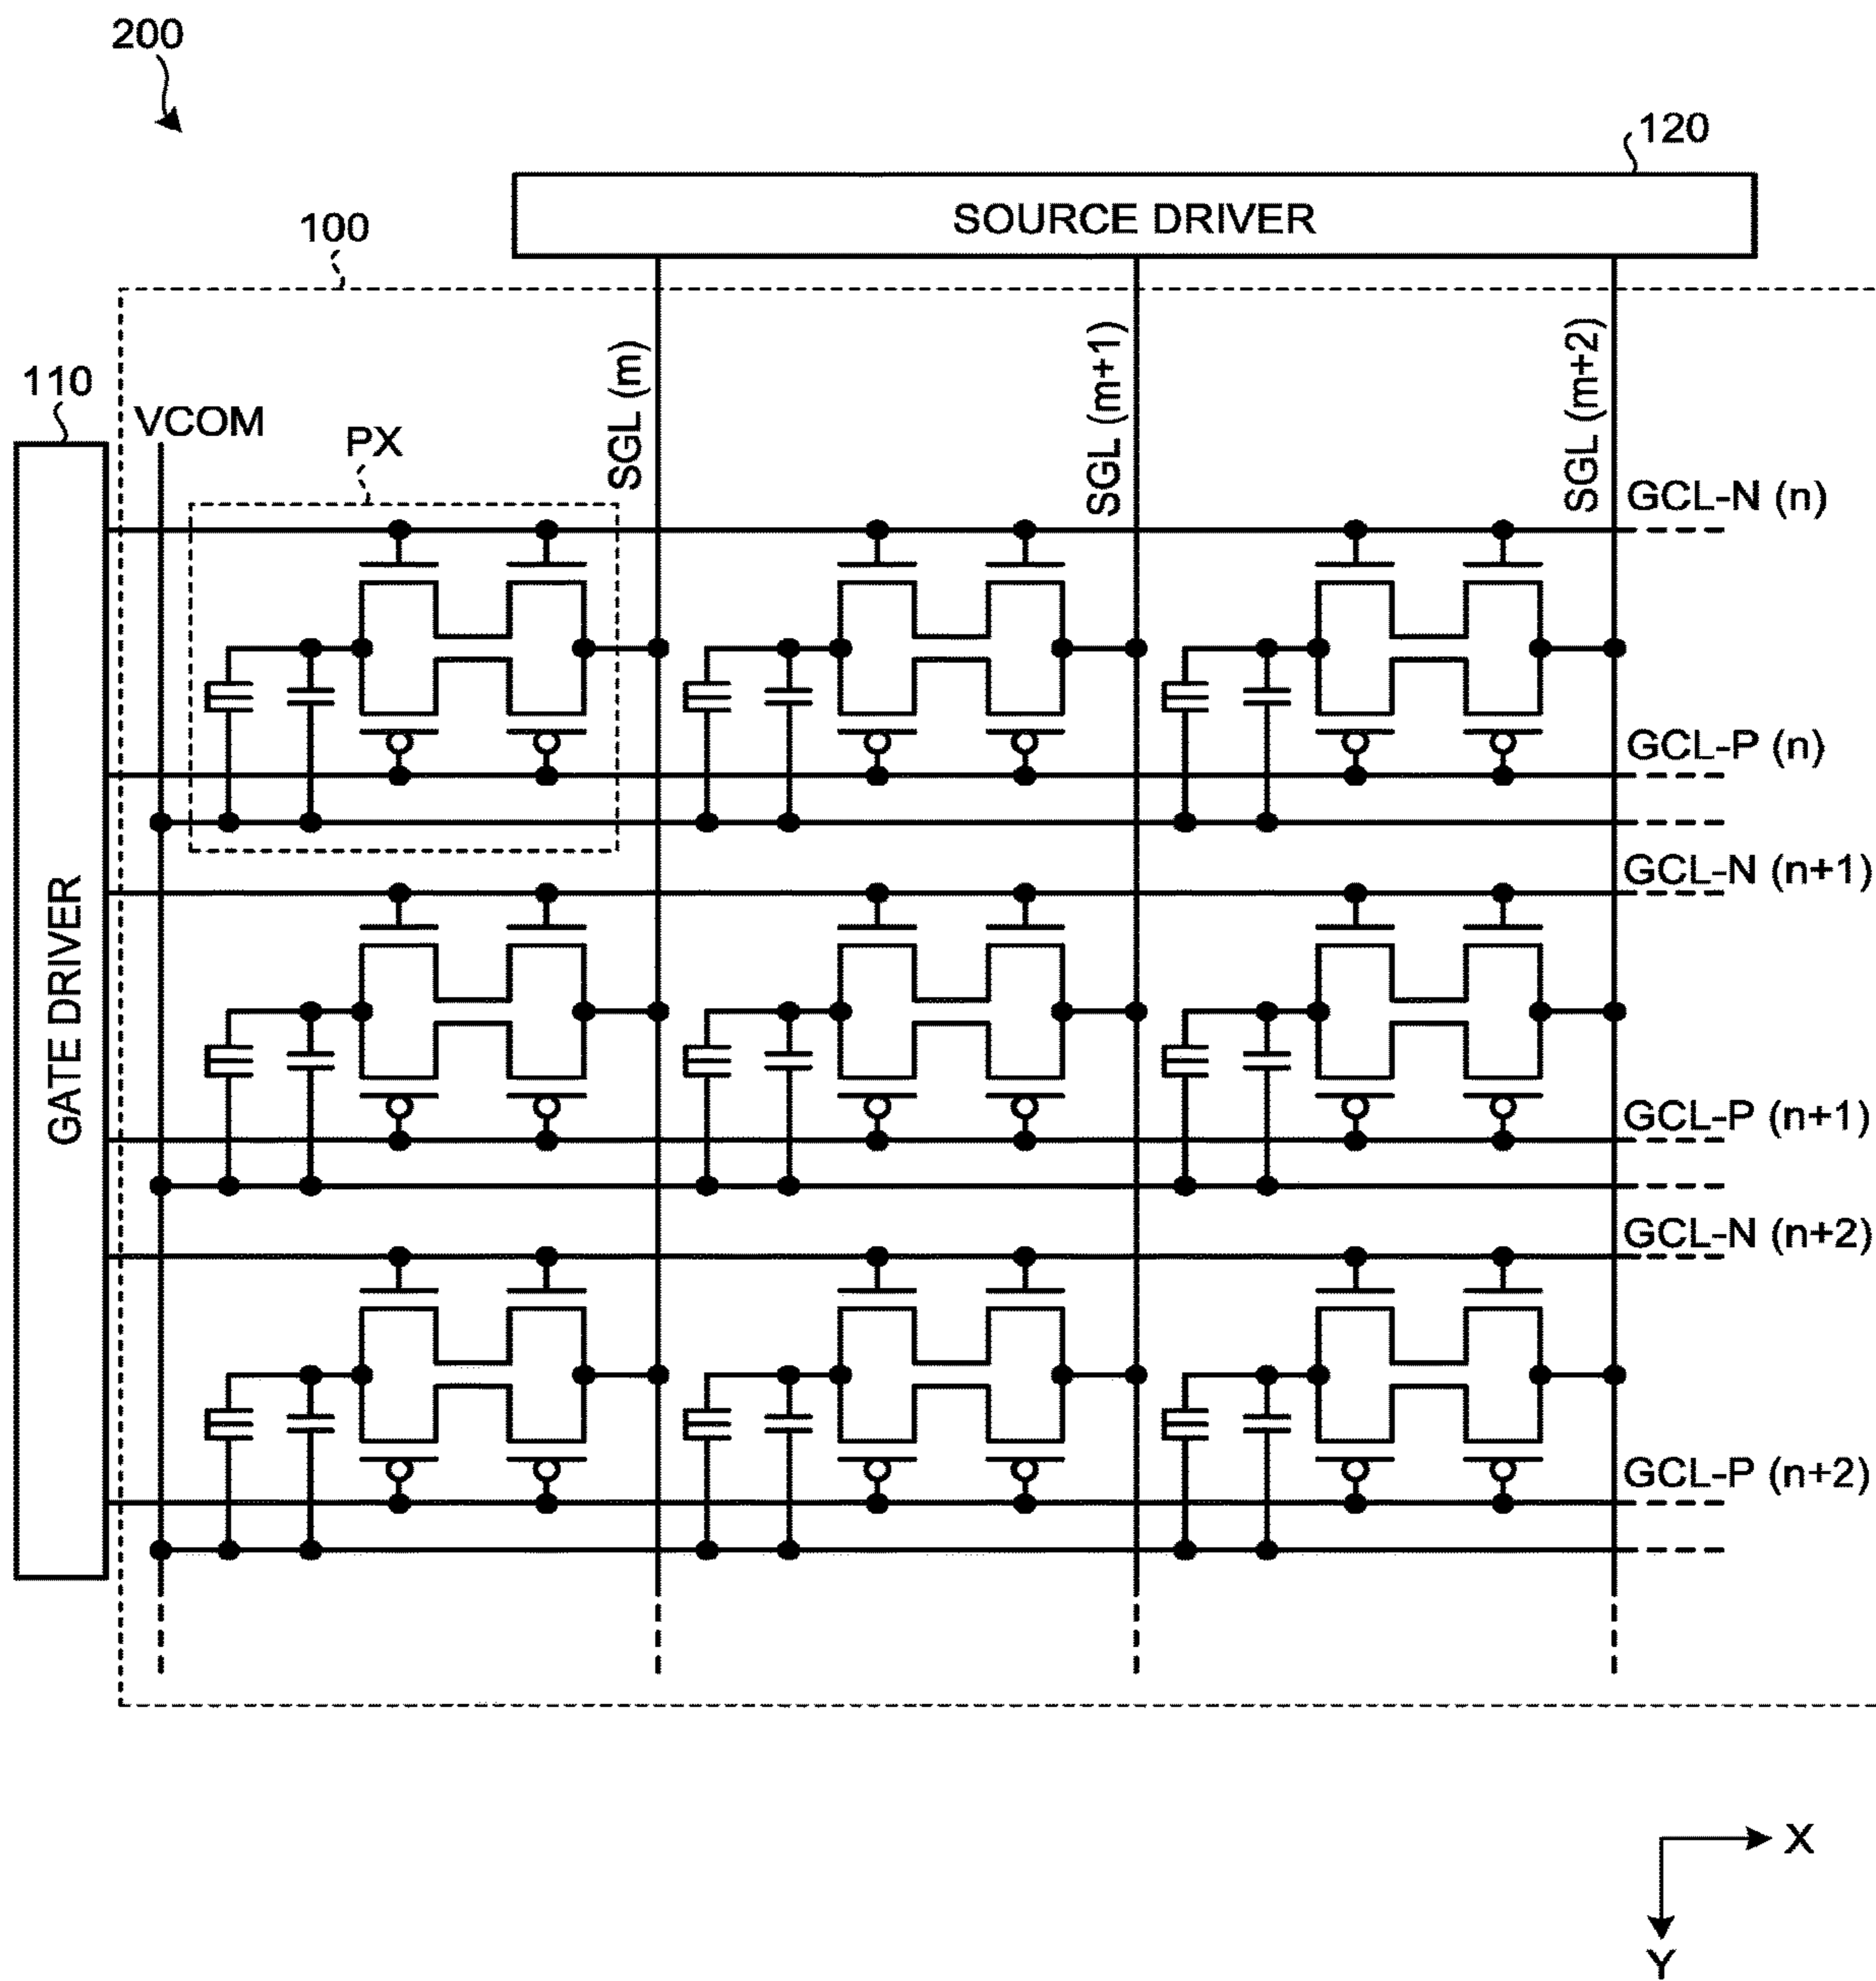 200
120
SOURCE DRIVER
100
SGL (m)
SGL (m+1)
SGL (m+2)
110
VCOM
PX
GCL-N (n)
GCL-P (n)
GATE DRIVER
GCL-N (n+1)
GCL-P (n+1)
GCL-N (n+2)
GCL-P (n+2)
X
Y